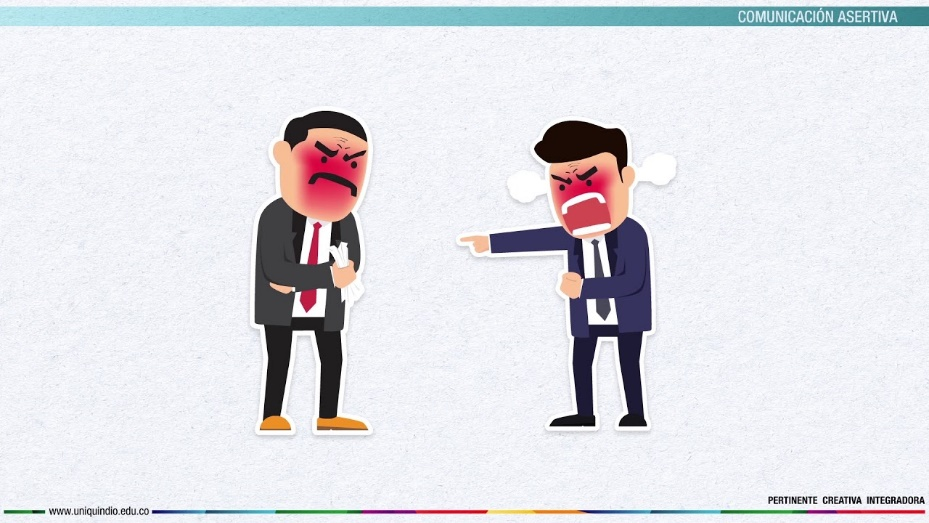 COMUNICACIÓN ASERTIVA
PERTINENTE CREATIVA INTEGRADORA
www.uniquindio.edu.co